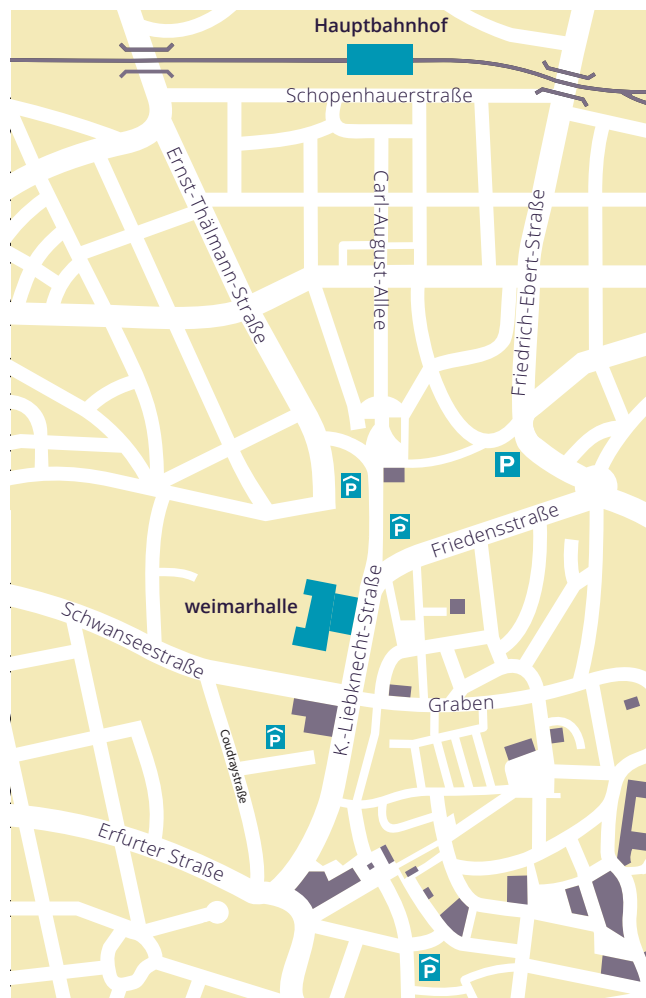 Hauptbahnhof
Schopenhauerstraße
Ernst-Thälmann-Straße
Carl-August-Allee
Friedrich-Ebert-Straße
P
P
P
Friedensstraße
weimarhalle
Schwanseestraße
K.-Liebknecht-Straße
Graben
P
Coudraystraße
Erfurter Straße
P